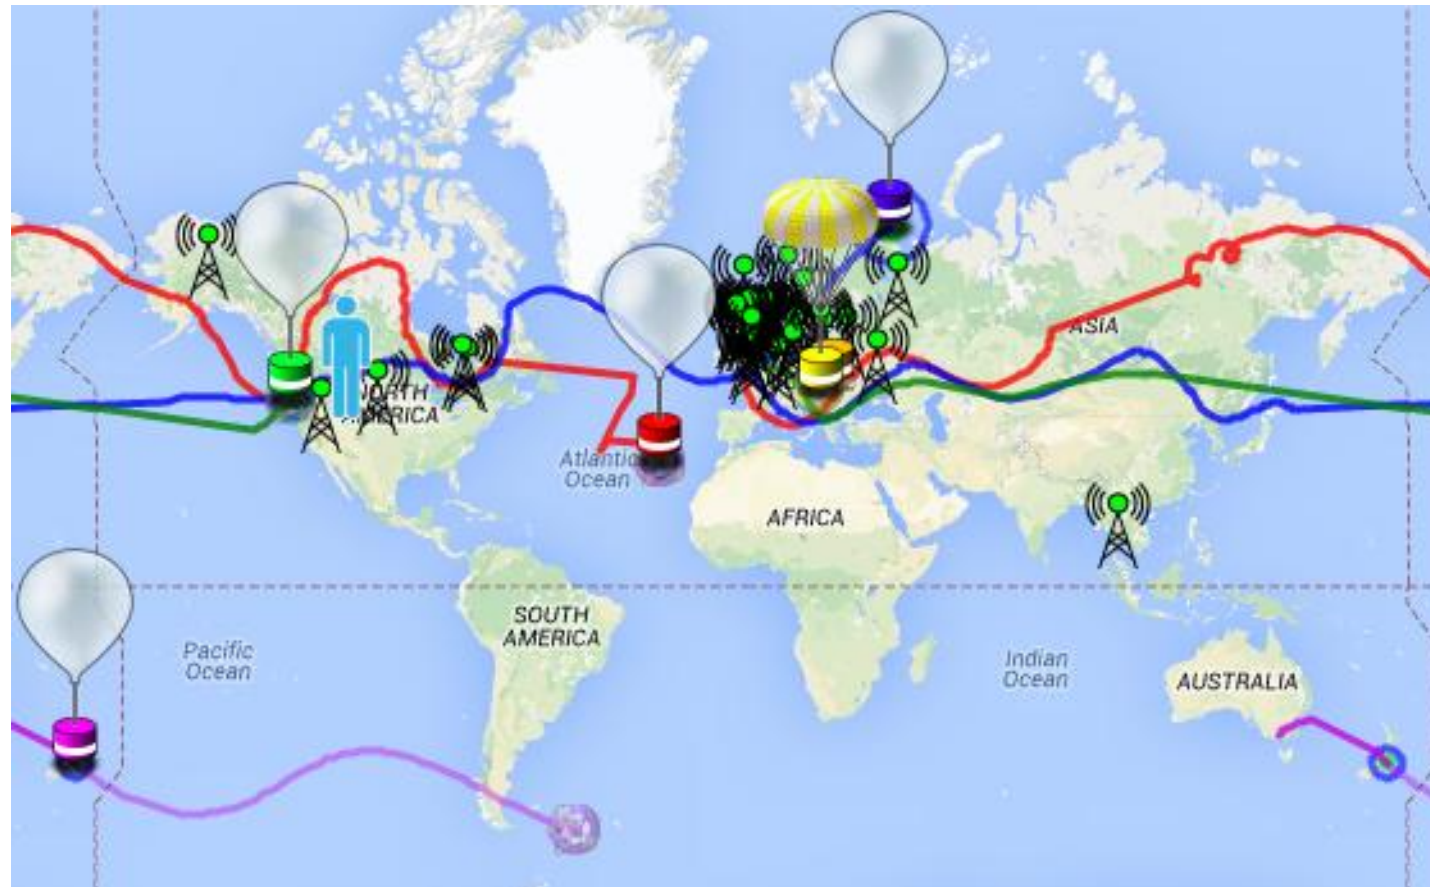 ASIA
NORTH
AMERICA
Atlantic
Ocean
AFRICA
SOUTH
AMERICA
Pacific
Ocean
Indian
Ocean
AUSTRALIA